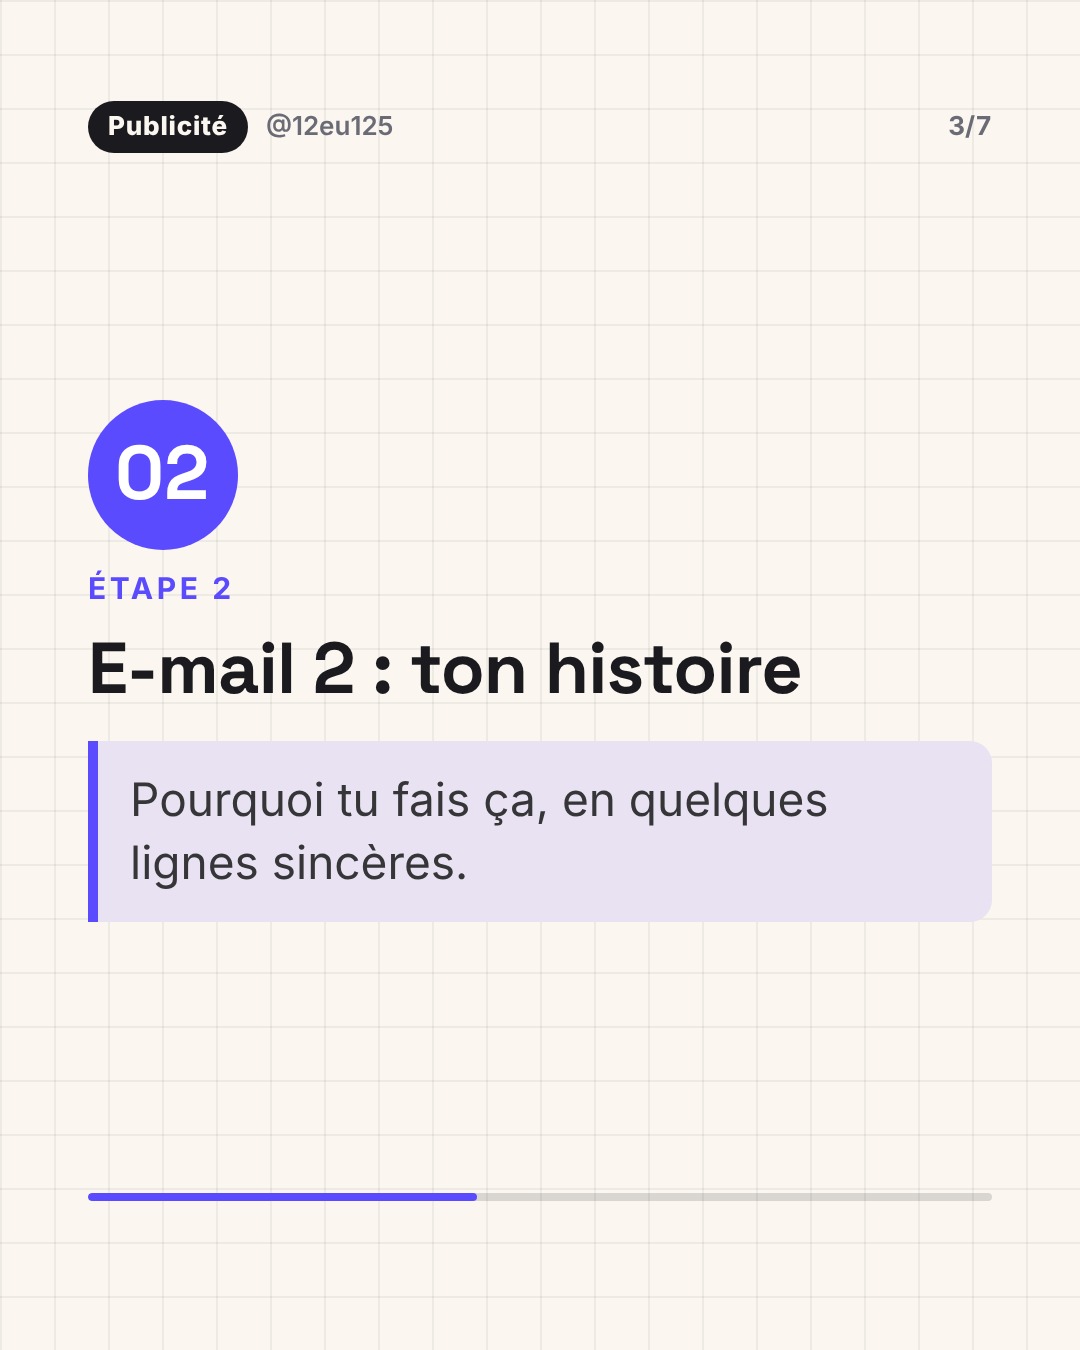 Publicité @12eu125 3/7
02
ÉTAPE 2
E-mail 2 : ton histoire
Pourquoi tu fais ça, en quelques
lignes sincères.